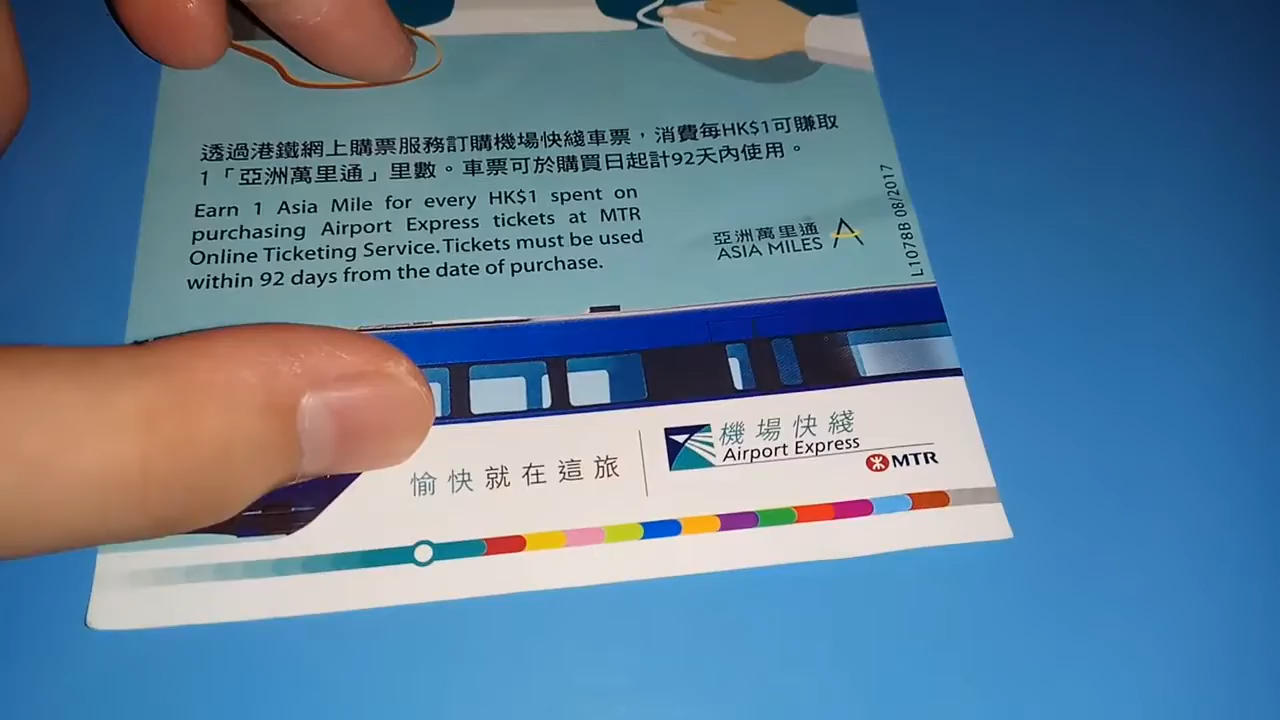 透過港鐵網上購票服務訂購機場快綫車票，消費每HK$1可賺取
1「亞洲萬里通」里數。車票可於購買日起計92天內使用。
Earn 1 Asia Mile for every HK$1 spent on
purchasing Airport Express tickets at MTR
Online Ticketing Service. Tickets must be used
within 92 days from the date of purchase.
亞洲萬里通
ASIA MILES
L1078B 08/2017
愉快就在這旅
機場快綫
Airport Express
MTR